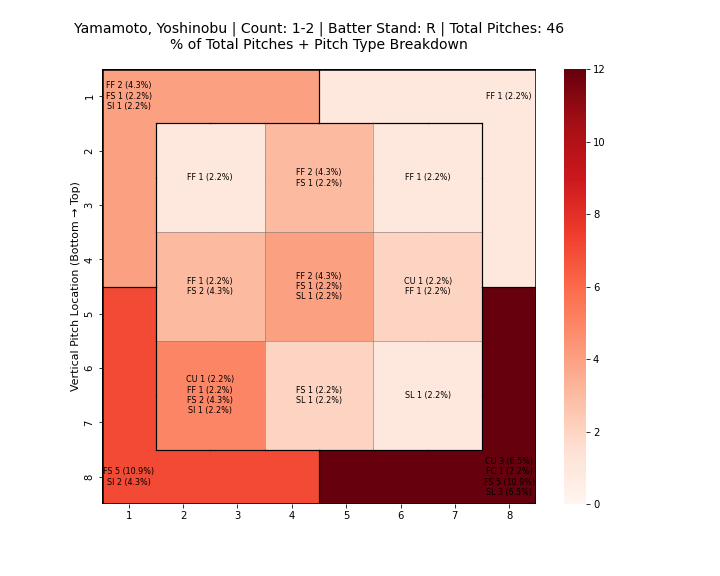 Yamamoto, Yoshinobu | Count: 1-2 | Batter Stand: R | Total Pitches: 46
% of Total Pitches + Pitch Type Breakdown
Vertical Pitch Location (Bottom → Top)
1
2
3
4
5
6
7
8
FF 2 (4.3%)
FS 1 (2.2%)
SI 1 (2.2%)
FF 1 (2.2%)
FF 1 (2.2%)
FF 2 (4.3%)
FS 1 (2.2%)
FF 1 (2.2%)
FF 1 (2.2%)
FS 2 (4.3%)
FF 2 (4.3%)
FS 1 (2.2%)
SL 1 (2.2%)
CU 1 (2.2%)
FF 1 (2.2%)
CU 1 (2.2%)
FF 1 (2.2%)
FS 2 (4.3%)
SI 1 (2.2%)
FS 1 (2.2%)
SL 1 (2.2%)
SL 1 (2.2%)
FS 5 (10.9%)
SI 2 (4.3%)
CU 3 (6.5%)
FC 1 (2.2%)
FS 5 (10.9%)
SL 3 (6.5%)
1 2 3 4 5 6 7 8
12
10
8
6
4
2
0